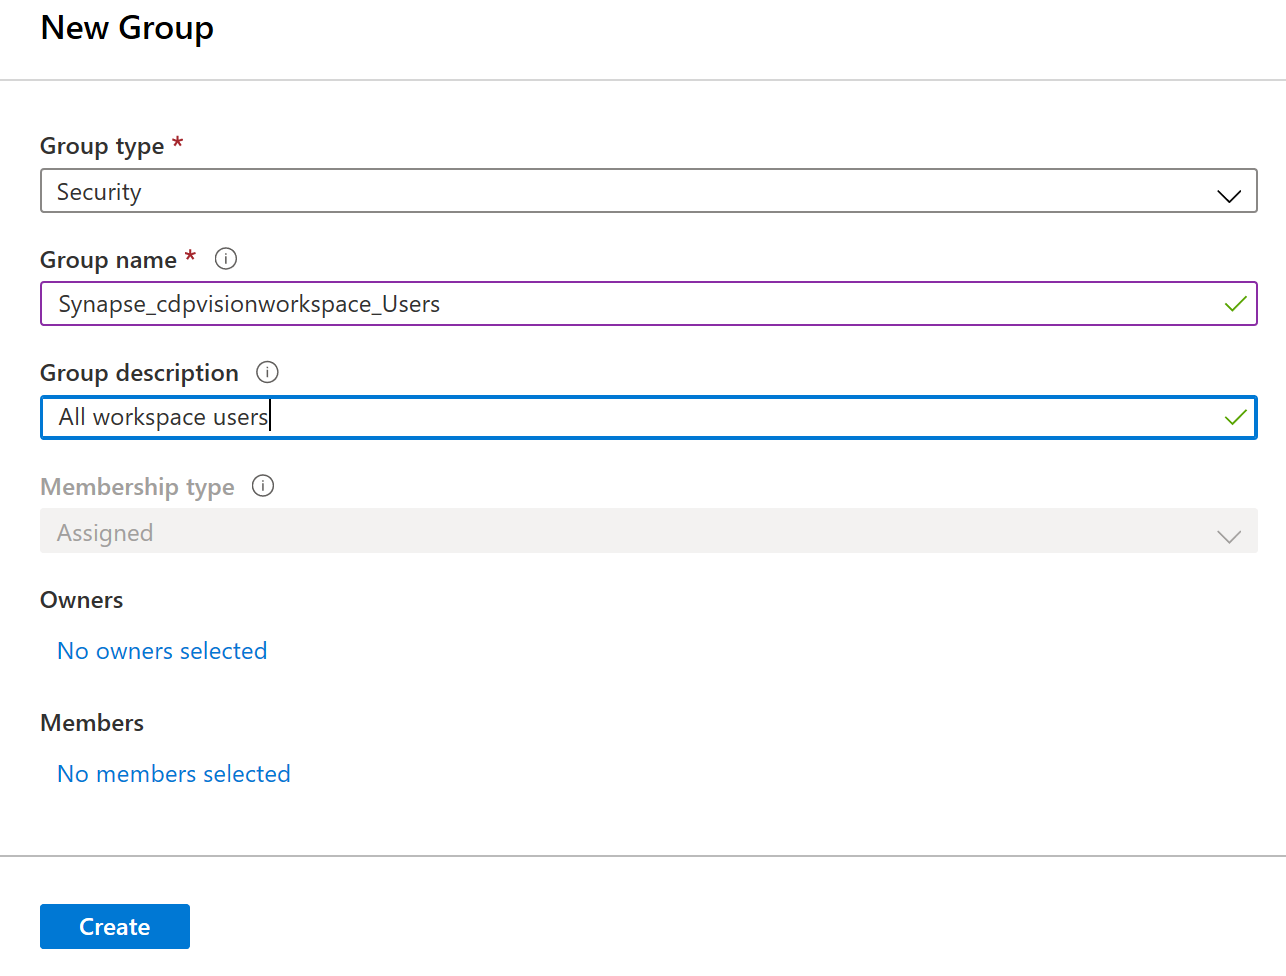 New Group
Group type *
Security
Group name *
Synapse_cdpvisionworkspace_Users
Group description
All workspace users
Membership type
Assigned
Owners
No owners selected
Members
No members selected
Create